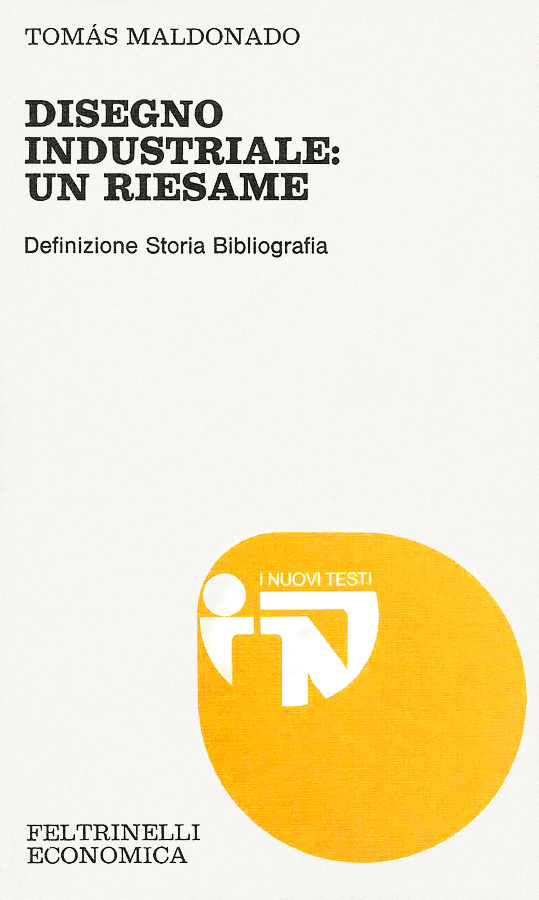 TOMÁS MALDONADO
DISEGNO
INDUSTRIALE:
UN RIESAME
Definizione Storia Bibliografia
I NUOVI TESTI
FELTRINELLI
ECONOMICA